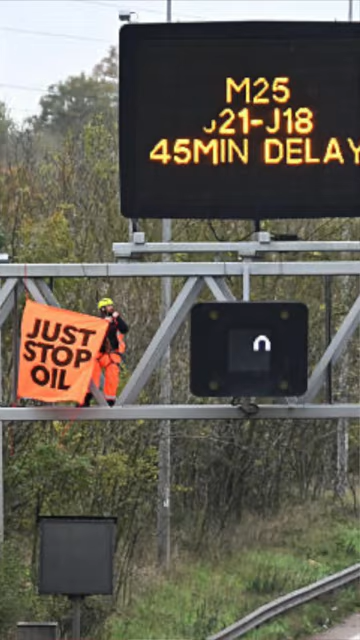 M25
J21-J18
45MIN DELAY
JUST
STOP
OIL